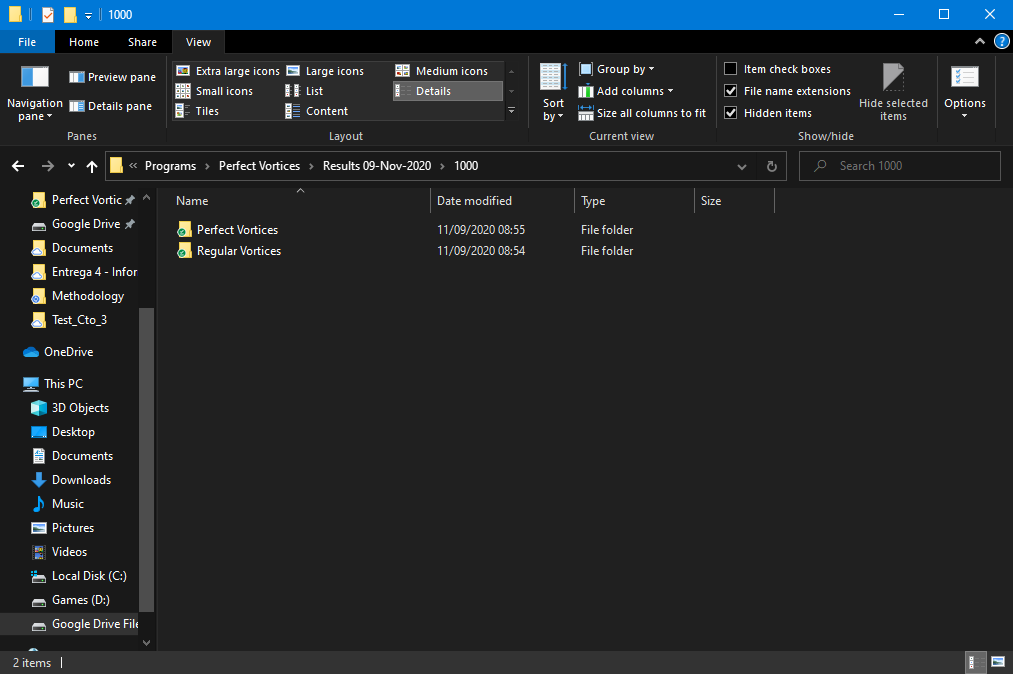 1000
File Home Share View
?
Navigation pane
Preview pane
Details pane
Panes
Extra large icons Large icons Medium icons
Small icons List Details
Tiles Content
Layout
Sort by
Group by
Add columns
Size all columns to fit
Current view
Item check boxes
File name extensions
Hidden items
Hide selected items
Show/hide
Options
« Programs › Perfect Vortices › Results 09-Nov-2020 › 1000
Search 1000
Perfect Vortic
Google Drive
Documents
Entrega 4 - Infor
Methodology
Test_Cto_3
OneDrive
This PC
3D Objects
Desktop
Documents
Downloads
Music
Pictures
Videos
Local Disk (C:)
Games (D:)
Google Drive File
Name Date modified Type Size
Perfect Vortices 11/09/2020 08:55 File folder
Regular Vortices 11/09/2020 08:54 File folder
2 items